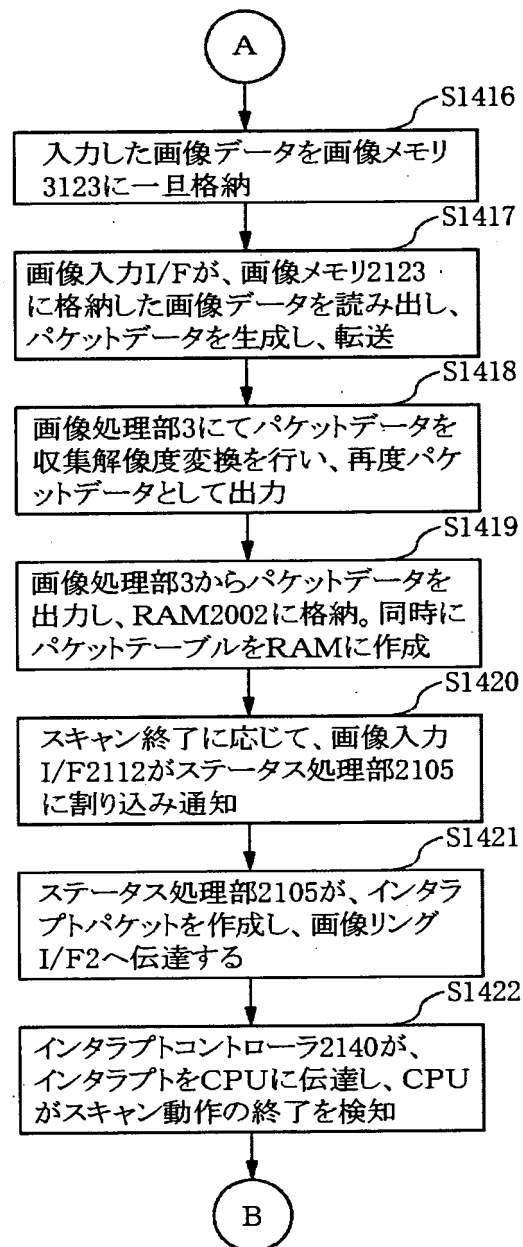 A
S1416
入力した画像データを画像メモリ
3123に一旦格納
S1417
画像入力I/Fが、画像メモリ2123
に格納した画像データを読み出し、
パケットデータを生成し、転送
S1418
画像処理部3にてパケットデータを
収集解像度変換を行い、再度パケ
ットデータとして出力
S1419
画像処理部3からパケットデータを
出力し、RAM2002に格納。同時に
パケットテーブルをRAMに作成
S1420
スキャン終了に応じて、画像入力
I/F2112がステータス処理部2105
に割り込み通知
S1421
ステータス処理部2105が、インタラ
プトパケットを作成し、画像リング
I/F2へ伝達する
S1422
インタラプトコントローラ2140が、
インタラプトをCPUに伝達し、CPU
がスキャン動作の終了を検知
B